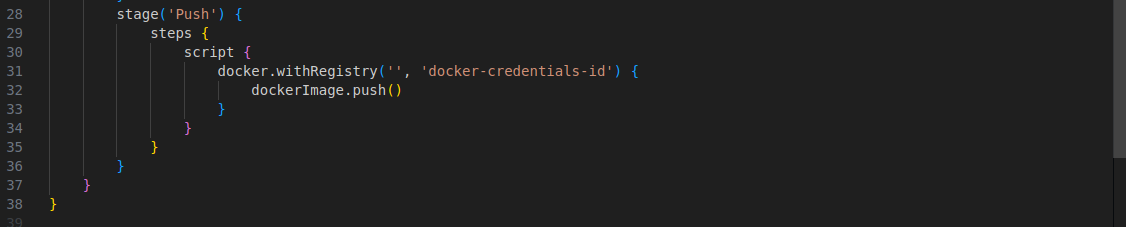 28 stage('Push') {
29 steps {
30 script {
31 docker.withRegistry('', 'docker-credentials-id') {
32 dockerImage.push()
33 }
34 }
35 }
36 }
37 }
38 }
39